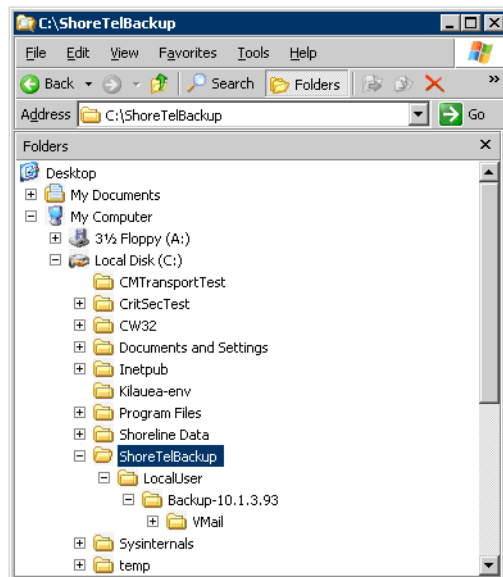 C:\ShoreTelBackup
File Edit View Favorites Tools Help
Back Search Folders »
Address C:\ShoreTelBackup Go
Folders x
Desktop
My Documents
My Computer
3½ Floppy (A:)
Local Disk (C:)
CMTransportTest
CritSecTest
CW32
Documents and Settings
Inetpub
Kilauea-env
Program Files
Shoreline Data
ShoreTelBackup
LocalUser
Backup-10.1.3.93
VMail
Sysinternals
temp